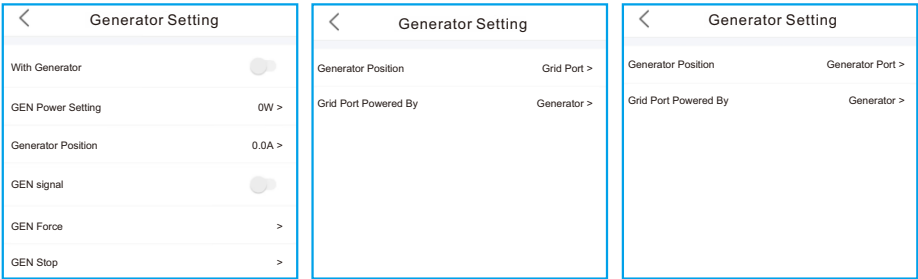 Generator Setting
With Generator
GEN Power Setting 0W >
Generator Position 0.0A >
GEN signal
GEN Force >
GEN Stop >
Generator Setting
Generator Position Grid Port >
Grid Port Powered By Generator >
Generator Setting
Generator Position Generator Port >
Grid Port Powered By Generator >